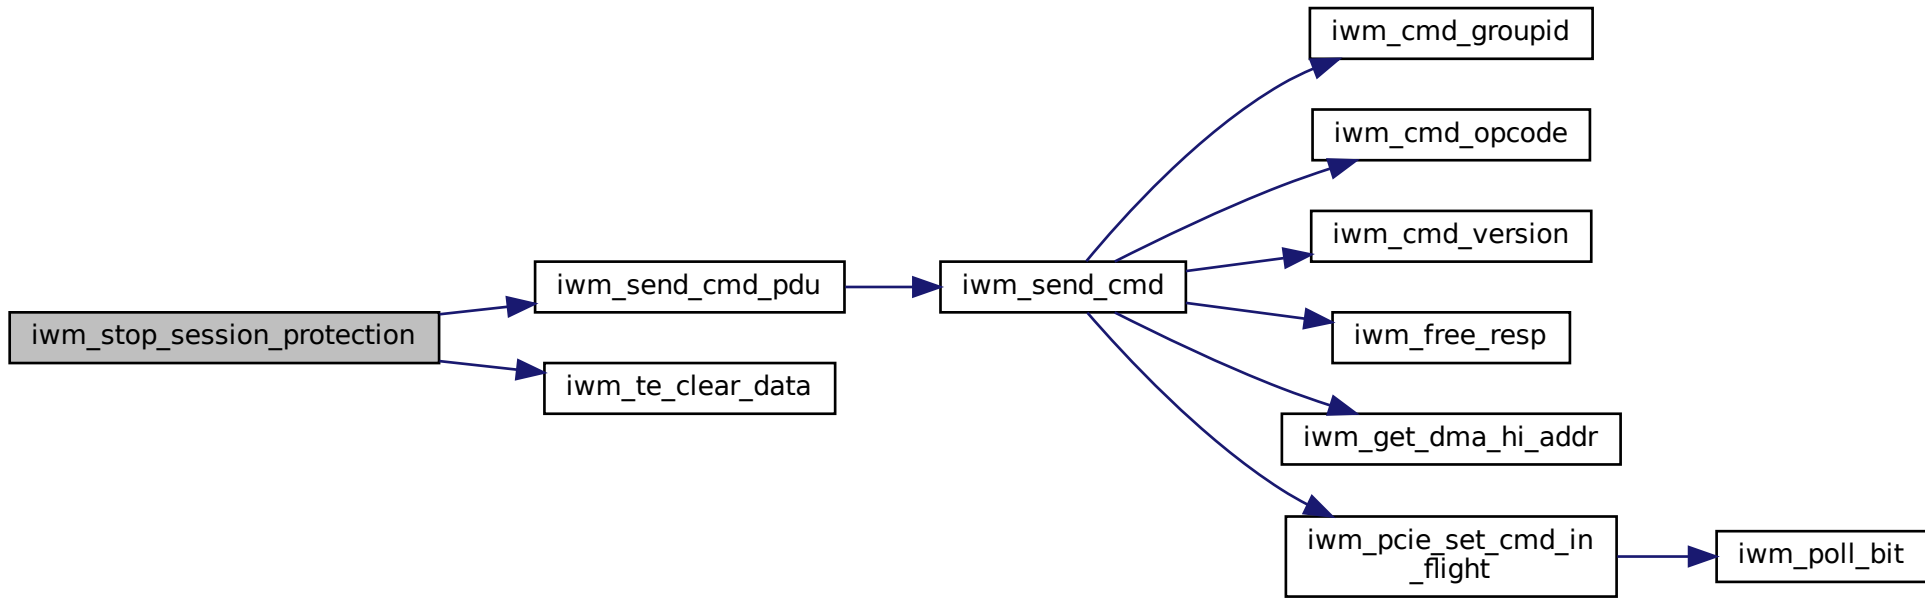 iwm_stop_session_protection
iwm_send_cmd_pdu
iwm_te_clear_data
iwm_send_cmd
iwm_cmd_groupid
iwm_cmd_opcode
iwm_cmd_version
iwm_free_resp
iwm_get_dma_hi_addr
iwm_pcie_set_cmd_in
_flight
iwm_poll_bit